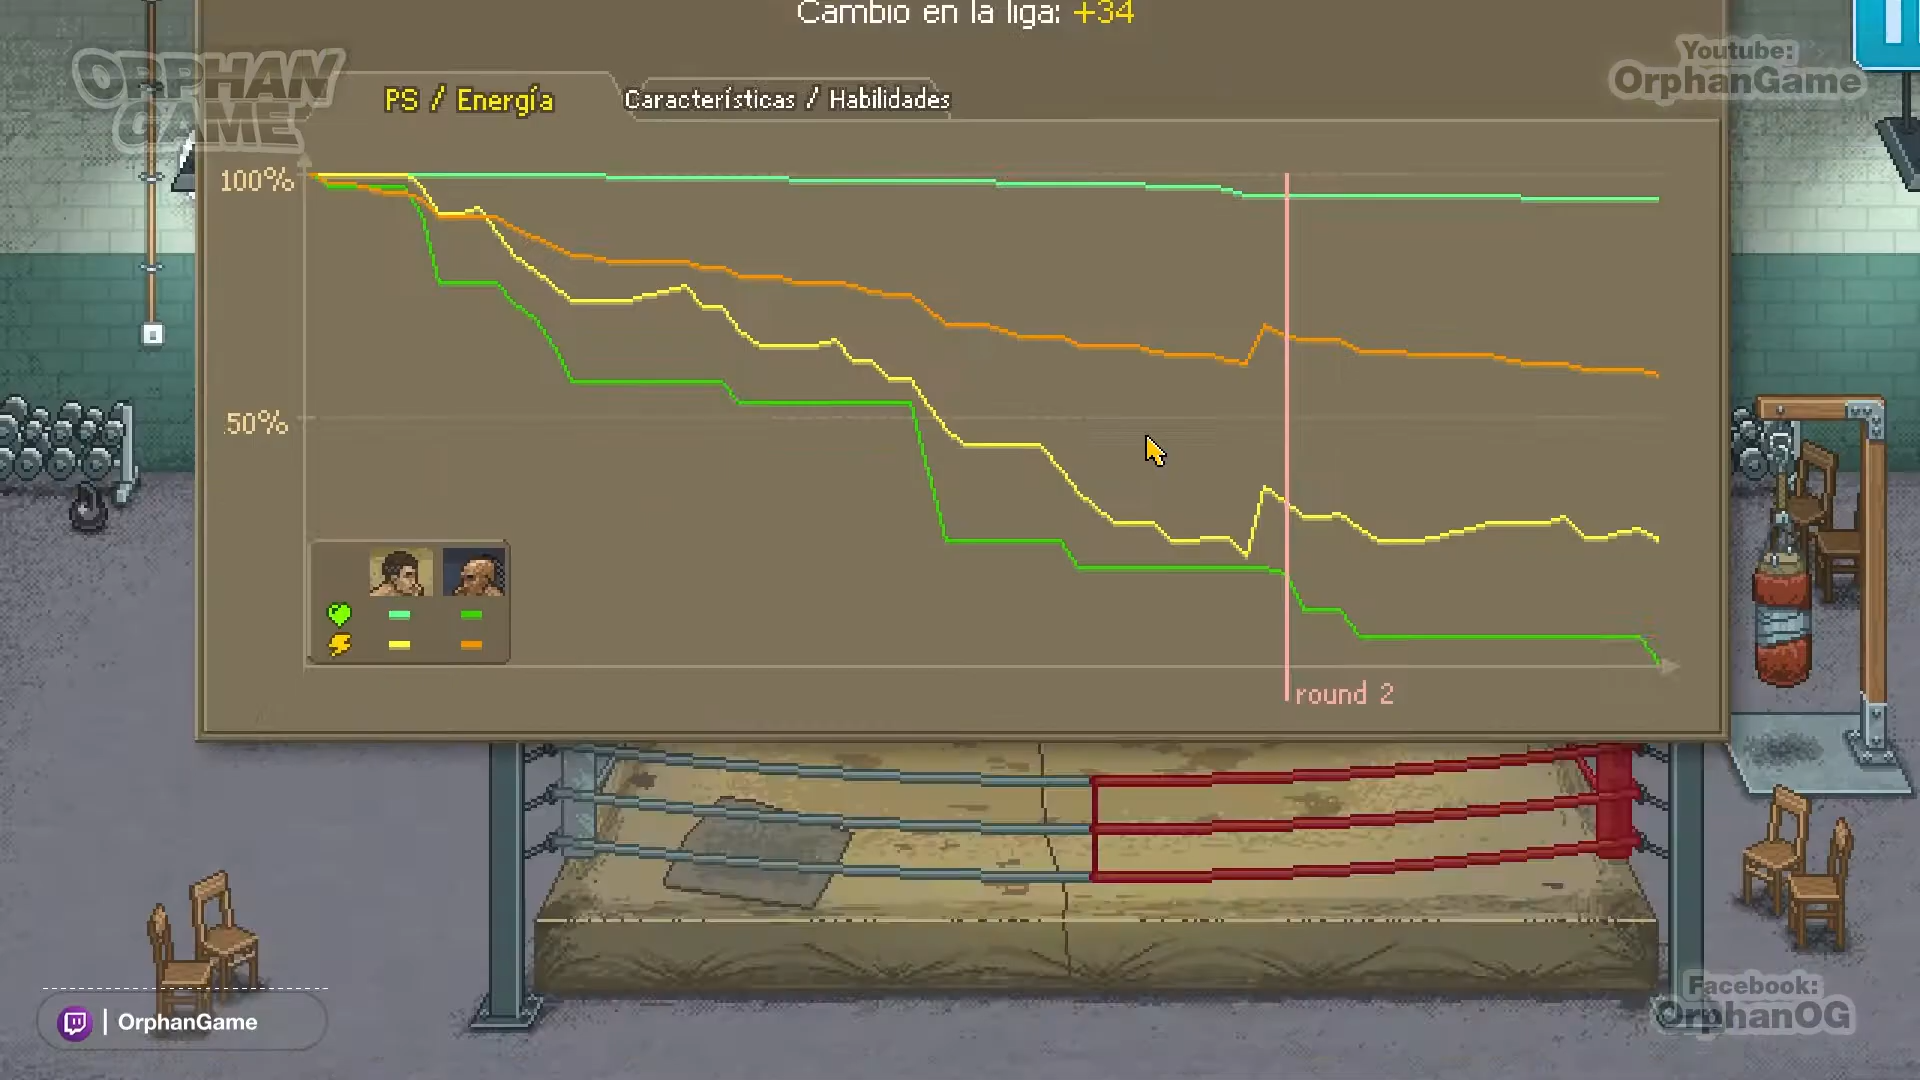 Cambio en la liga: +34
ORPHAN
GAME
Youtube:
OrphanGame
PS / Energía
Características / Habilidades
100%
50%
round 2
OrphanGame
Facebook:
OrphanOG